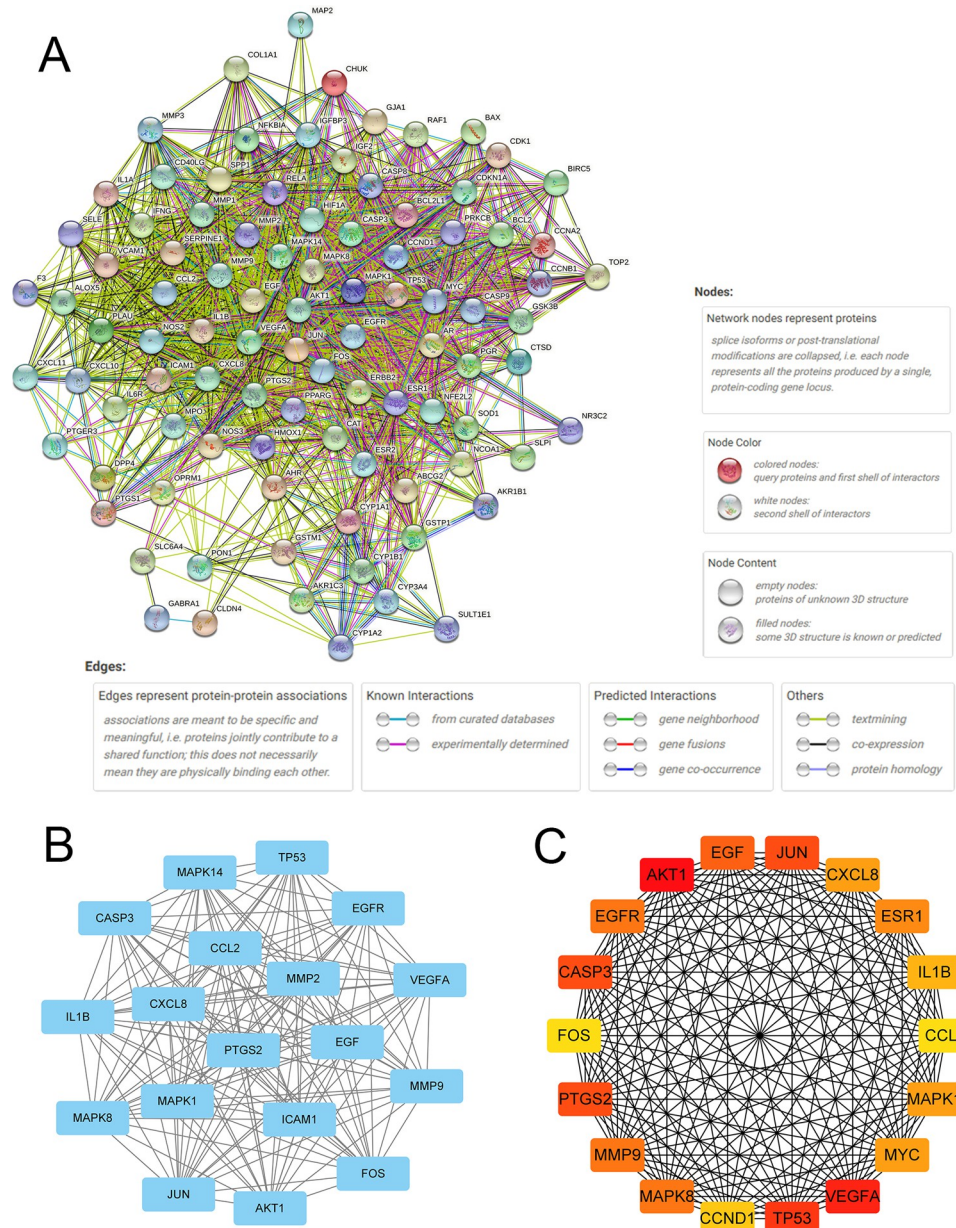 A
MAP2
COL1A1
CHUK
MMP3
NFKBIA
IGFBP3
GJA1
RAF1
BAX
CDK1
IGF2
CD40LG
SPP1
RELA
CASP8
CDKN1A
BIRC5
IL1A
MMP1
HIF1A
BCL2L1
IFNG
MMP2
CASP3
PRKCB
BCL2
CCNA2
SELE
SERPINE1
MAPK14
CCND1
VCAM1
MMP9
MAPK8
CCNB1
TOP2
F3
ALOX5
CCL2
EGF
MAPK1
TP53
MYC
CASP9
GSK3B
PLAU
IL1B
AKT1
NOS2
VEGFA
JUN
EGFR
AR
CXCL11
CXCL10
ICAM1
CXCL8
FOS
PGR
CTSD
IL6R
PTGS2
PPARG
ERBB2
ESR1
NFE2L2
MPO
SOD1
NR3C2
PTGER3
NOS3
HMOX1
CAT
NCOA1
SLPI
DPP4
OPRM1
AHR
ESR2
ABCG2
AKR1B1
PTGS1
CYP1A1
GSTP1
SLC6A4
PON1
GSTM1
CYP1B1
AKR1C3
CYP3A4
GABRA1
CLDN4
SULT1E1
CYP1A2
Nodes:
Network nodes represent proteins
splice isoforms or post-translational
modifications are collapsed, i.e. each node
represents all the proteins produced by a single,
protein-coding gene locus.
Node Color
colored nodes:
query proteins and first shell of interactors
white nodes:
second shell of interactors
Node Content
empty nodes:
proteins of unknown 3D structure
filled nodes:
some 3D structure is known or predicted
Edges:
Edges represent protein-protein associations
associations are meant to be specific and
meaningful, i.e. proteins jointly contribute to a
shared function; this does not necessarily
mean they are physically binding each other.
Known Interactions
from curated databases
experimentally determined
Predicted Interactions
gene neighborhood
gene fusions
gene co-occurrence
Others
textmining
co-expression
protein homology
B
TP53
MAPK14
EGFR
CASP3
CCL2
MMP2
VEGFA
CXCL8
IL1B
EGF
PTGS2
MMP9
MAPK1
MAPK8
ICAM1
FOS
JUN
AKT1
C
EGF
JUN
AKT1
CXCL8
EGFR
ESR1
CASP3
IL1B
FOS
CCL
PTGS2
MAPK1
MMP9
MYC
MAPK8
VEGFA
CCND1
TP53